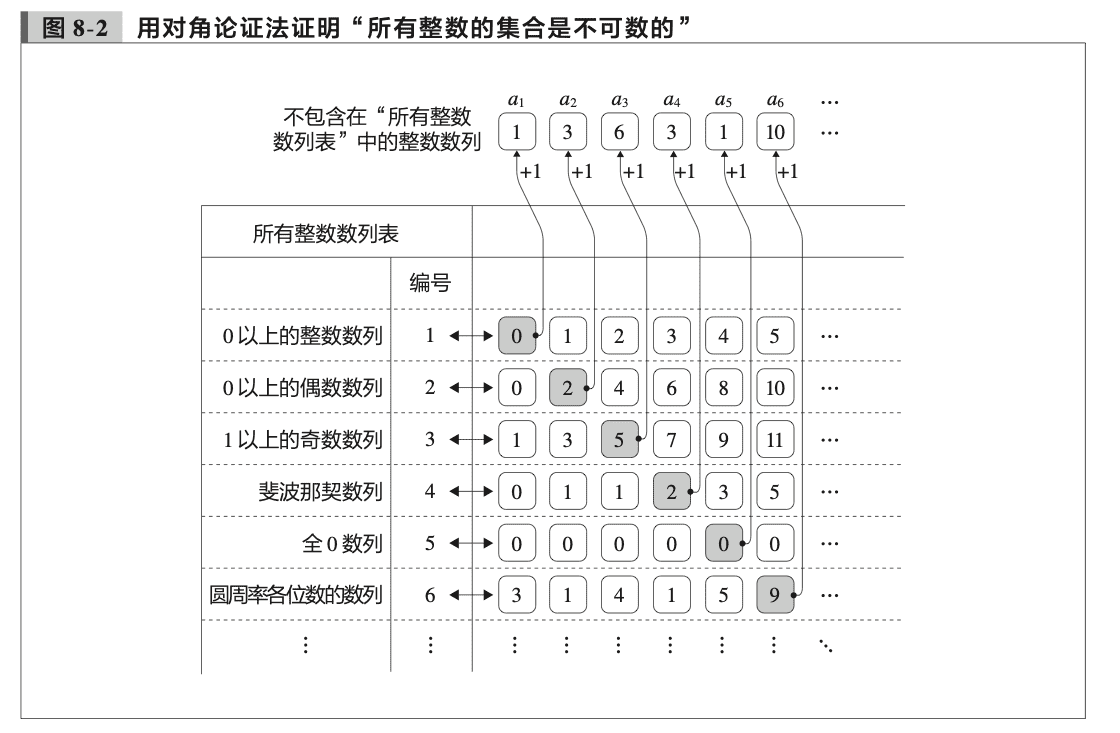 图 8-2 用对角论证法证明“所有整数的集合是不可数的”
a₁ a₂ a₃ a₄ a₅ a₆ …
不包含在“所有整数
数列表”中的整数数列
1 3 6 3 1 10 …
+1 +1 +1 +1 +1 +1
所有整数数列表
编号
0 以上的整数数列 1 0 1 2 3 4 5 …
0 以上的偶数数列 2 0 2 4 6 8 10 …
1 以上的奇数数列 3 1 3 5 7 9 11 …
斐波那契数列 4 0 1 1 2 3 5 …
全 0 数列 5 0 0 0 0 0 0 …
圆周率各位数的数列 6 3 1 4 1 5 9 …
⋮ ⋮ ⋮ ⋮ ⋮ ⋮ ⋮ ⋮ ⋱